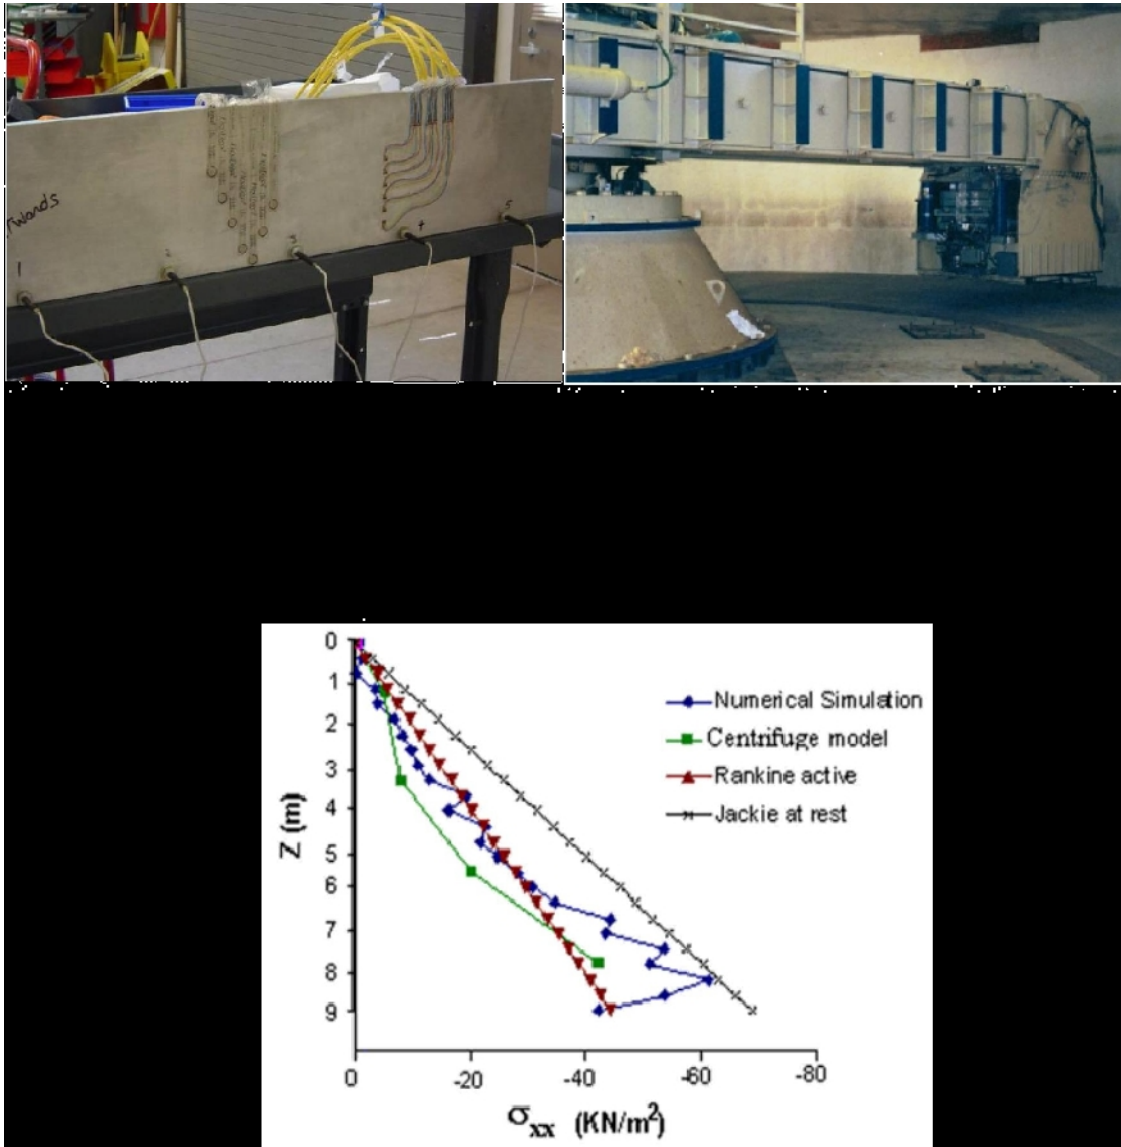 rwards
1
2
3
4
5
0
1
2
3
4
5
6
7
8
9
Z (m)
Numerical Simulation
Centrifuge model
Rankine active
Jackie at rest
0 -20 -40 -60 -80
σxx (KN/m²)